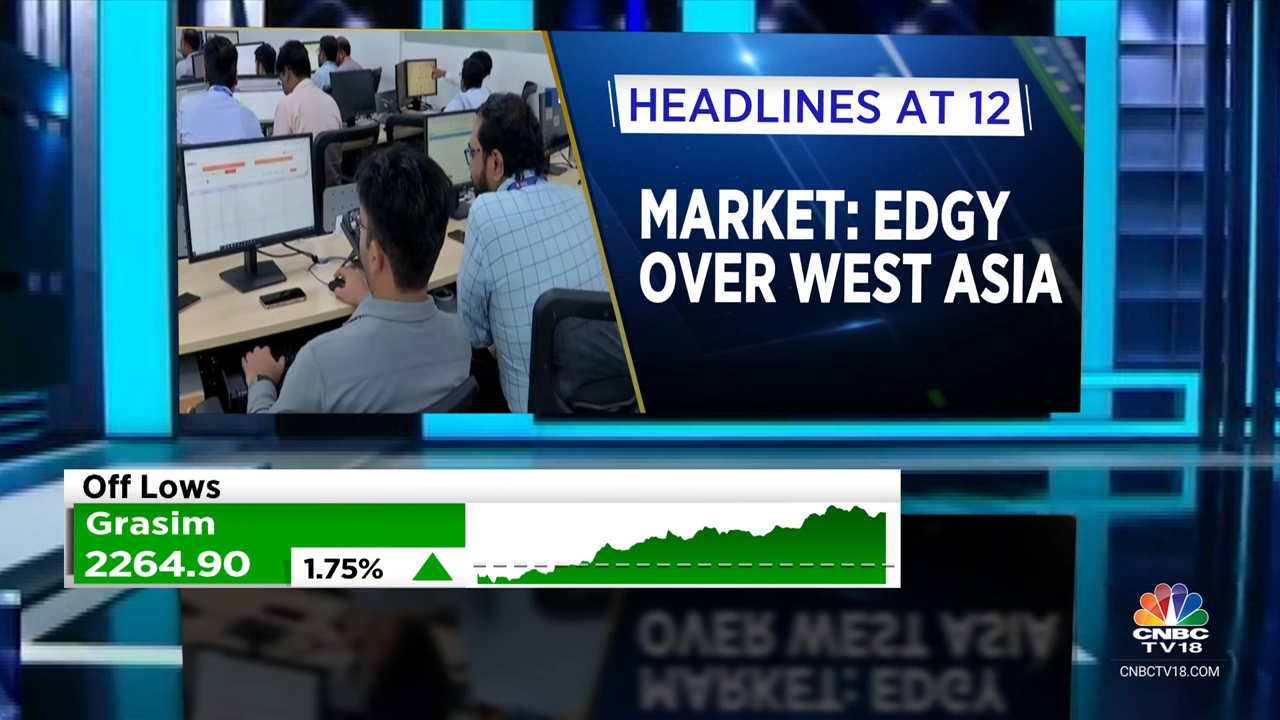 HEADLINES AT 12
MARKET: EDGY
OVER WEST ASIA
Off Lows
Grasim
2264.90
1.75%
CNBC
TV18
CNBCTV18.COM